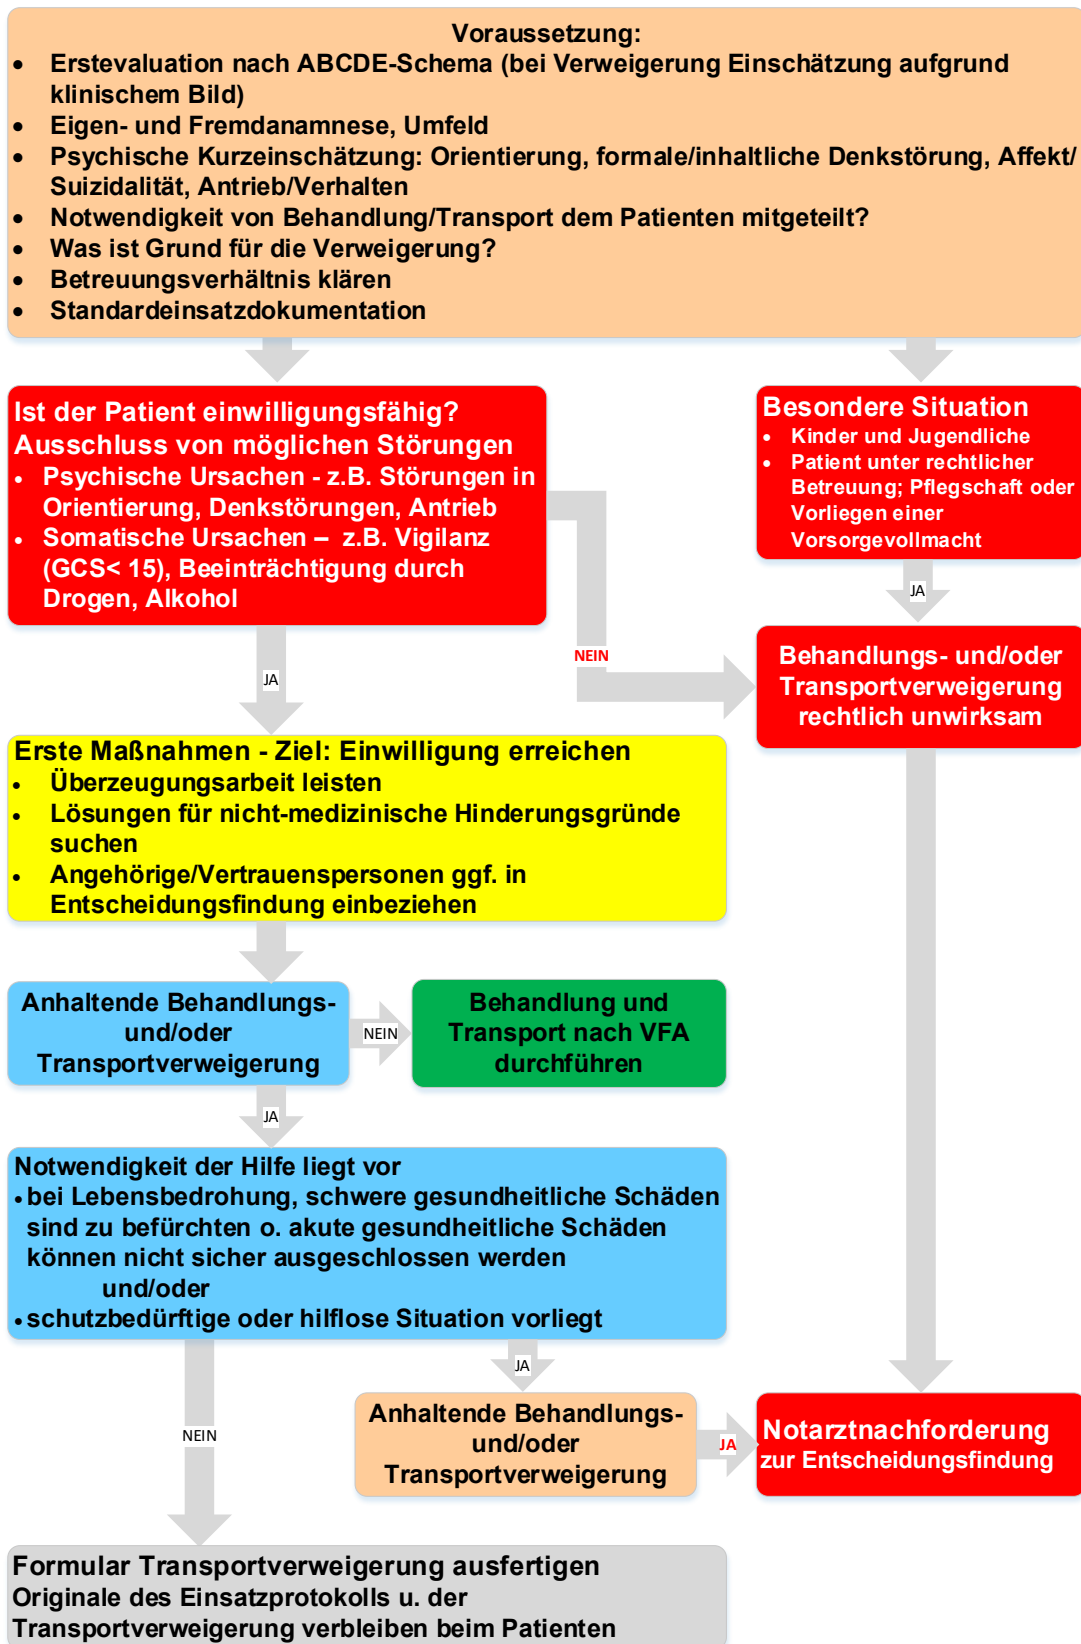 Voraussetzung:
• Erstevaluation nach ABCDE-Schema (bei Verweigerung Einschätzung aufgrund
klinischem Bild)
• Eigen- und Fremdanamnese, Umfeld
• Psychische Kurzeinschätzung: Orientierung, formale/inhaltliche Denkstörung, Affekt/
Suizidalität, Antrieb/Verhalten
• Notwendigkeit von Behandlung/Transport dem Patienten mitgeteilt?
• Was ist Grund für die Verweigerung?
• Betreuungsverhältnis klären
• Standardeinsatzdokumentation
Ist der Patient einwilligungsfähig?
Ausschluss von möglichen Störungen
• Psychische Ursachen - z.B. Störungen in
Orientierung, Denkstörungen, Antrieb
• Somatische Ursachen – z.B. Vigilanz
(GCS< 15), Beeinträchtigung durch
Drogen, Alkohol
Besondere Situation
• Kinder und Jugendliche
• Patient unter rechtlicher
Betreuung; Pflegschaft oder
Vorliegen einer
Vorsorgevollmacht
JA
NEIN
Behandlungs- und/oder
Transportverweigerung
rechtlich unwirksam
JA
Erste Maßnahmen - Ziel: Einwilligung erreichen
• Überzeugungsarbeit leisten
• Lösungen für nicht-medizinische Hinderungsgründe
suchen
• Angehörige/Vertrauenspersonen ggf. in
Entscheidungsfindung einbeziehen
Anhaltende Behandlungs-
und/oder
Transportverweigerung
NEIN
Behandlung und
Transport nach VFA
durchführen
JA
Notwendigkeit der Hilfe liegt vor
• bei Lebensbedrohung, schwere gesundheitliche Schäden
sind zu befürchten o. akute gesundheitliche Schäden
können nicht sicher ausgeschlossen werden
und/oder
• schutzbedürftige oder hilflose Situation vorliegt
JA
NEIN
Anhaltende Behandlungs-
und/oder
Transportverweigerung
JA
Notarztnachforderung
zur Entscheidungsfindung
Formular Transportverweigerung ausfertigen
Originale des Einsatzprotokolls u. der
Transportverweigerung verbleiben beim Patienten